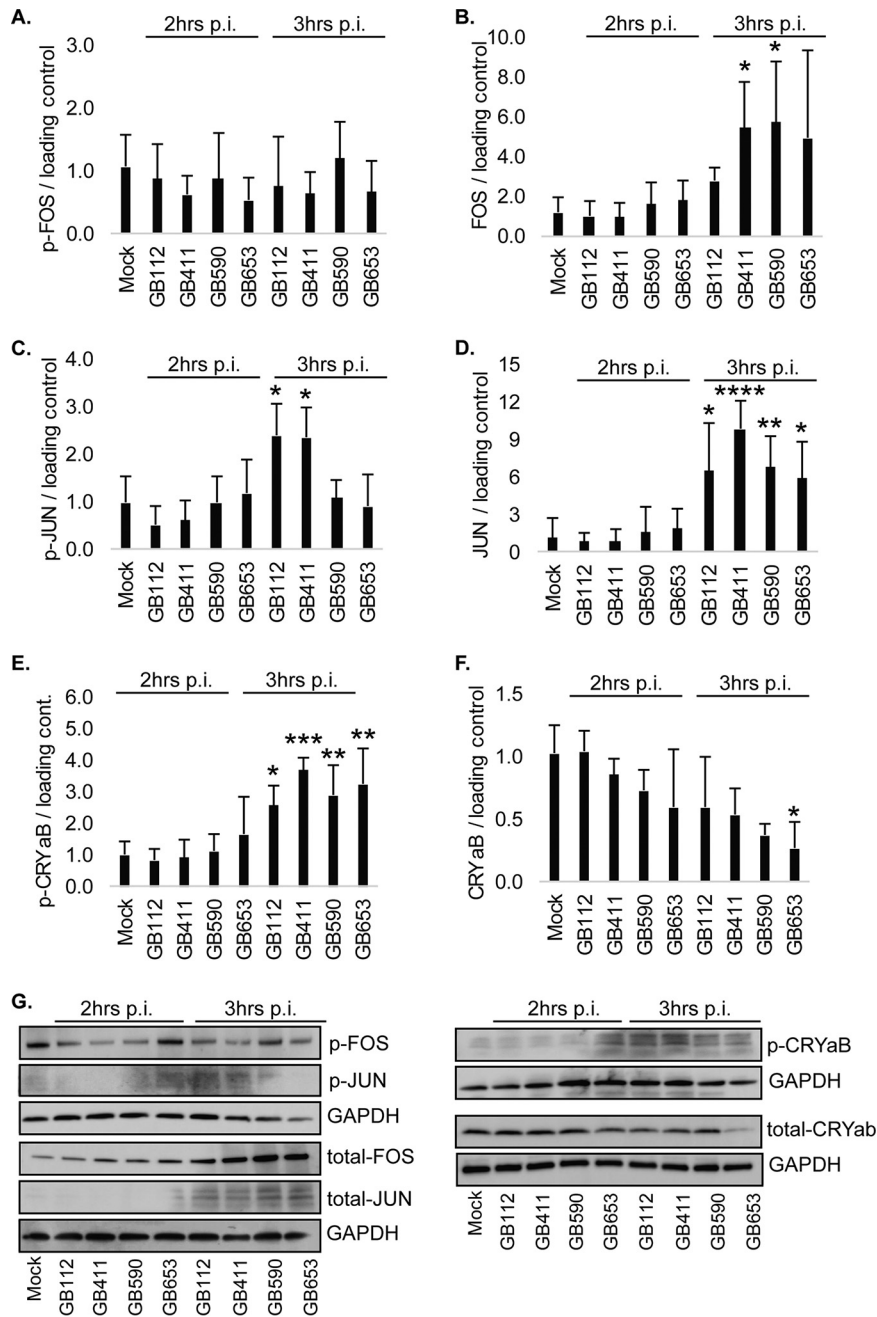 A.
2hrs p.i. 3hrs p.i.
p-FOS / loading control
3.0
2.0
1.0
0.0
Mock GB112 GB411 GB590 GB653 GB112 GB411 GB590 GB653
B.
2hrs p.i. 3hrs p.i.
FOS / loading control
10.0
8.0
6.0
4.0
2.0
0.0
* *
Mock GB112 GB411 GB590 GB653 GB112 GB411 GB590 GB653
C.
2hrs p.i. 3hrs p.i.
p-JUN / loading control
4.0
3.0
2.0
1.0
0.0
* *
Mock GB112 GB411 GB590 GB653 GB112 GB411 GB590 GB653
D.
2hrs p.i. 3hrs p.i.
JUN / loading control
15
12
9
6
3
0
* **** ** *
Mock GB112 GB411 GB590 GB653 GB112 GB411 GB590 GB653
E.
2hrs p.i. 3hrs p.i.
p-CRYaB / loading cont.
6.0
5.0
4.0
3.0
2.0
1.0
0.0
* *** ** **
Mock GB112 GB411 GB590 GB653 GB112 GB411 GB590 GB653
F.
2hrs p.i. 3hrs p.i.
CRYaB / loading control
1.5
1.0
0.5
0.0
*
Mock GB112 GB411 GB590 GB653 GB112 GB411 GB590 GB653
G.
2hrs p.i. 3hrs p.i.
p-FOS
p-JUN
GAPDH
total-FOS
total-JUN
GAPDH
Mock GB112 GB411 GB590 GB653 GB112 GB411 GB590 GB653
2hrs p.i. 3hrs p.i.
p-CRYaB
GAPDH
total-CRYab
GAPDH
Mock GB112 GB411 GB590 GB653 GB112 GB411 GB590 GB653